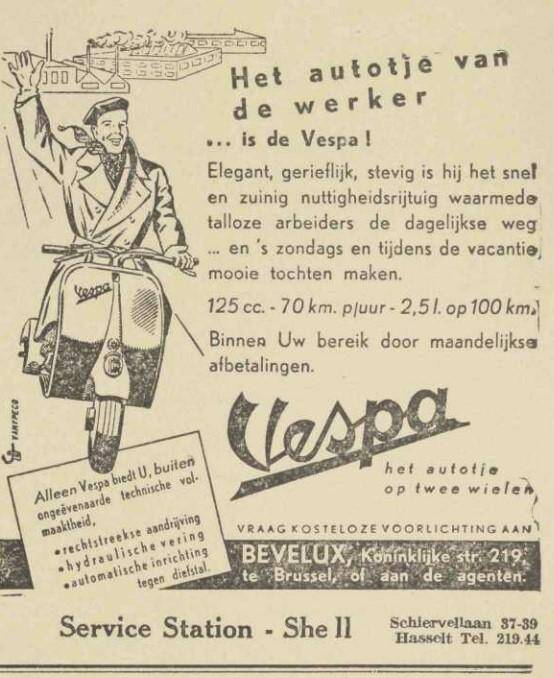 Het autotje van
de werker
... is de Vespa !
Elegant, gerieflijk, stevig is hij het snel
en zuinig nuttigheidsrijtuig waarmede
talloze arbeiders de dagelijkse weg
... en 's zondags en tijdens de vacantie,
mooie tochten maken.
125 cc. - 70 km. p/uur - 2,5 l. op 100 km.
Binnen Uw bereik door maandelijkse
afbetalingen.
Vespa
Vespa
het autotje
op twee wielen
VANYPECO
Alleen Vespa biedt U, buiten
ongeëvenaarde technische vol-
maaktheid,
• rechtstreekse aandrijving
• hydraulische vering
• automatische inrichting
tegen diefstal.
VRAAG KOSTELOZE VOORLICHTING AAN
BEVELUX, Koninklijke str. 219,
te Brussel, of aan de agenten.
Service Station - She ll
Schiervellaan 37-39
Hasselt Tel. 219.44